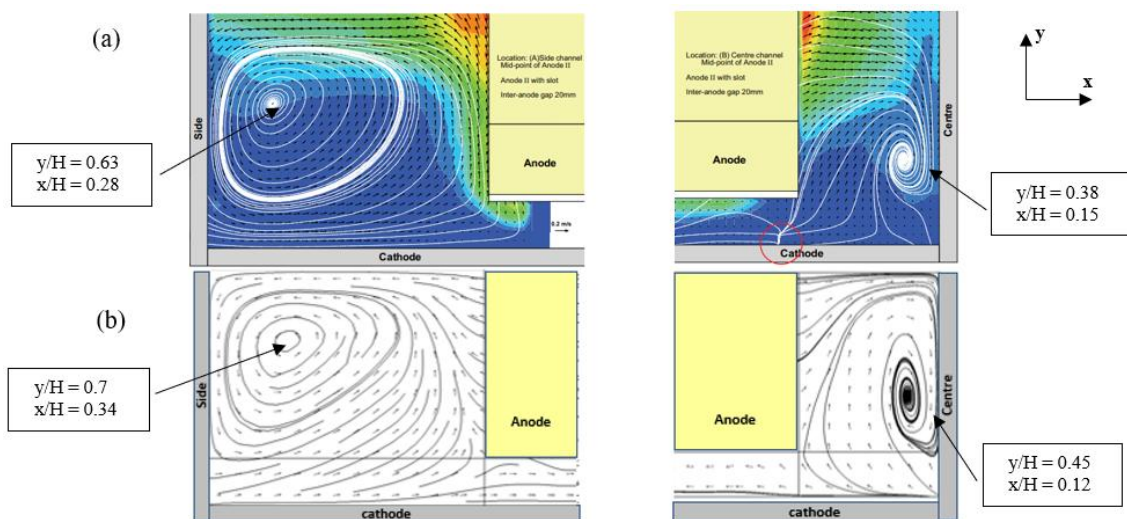 (a)
Side
Location: (A)Side channel
Mid-point of Anode II
Anode II with slot
Inter-anode gap 20mm
Anode
0.2 m/s
Cathode
y/H = 0.63
x/H = 0.28
Location: (B) Centre channel
Mid-point of Anode II
Anode II with slot
Inter-anode gap 20mm
Anode
Cathode
Centre
y
x
y/H = 0.38
x/H = 0.15
(b)
Side
Anode
cathode
y/H = 0.7
x/H = 0.34
Anode
cathode
Centre
y/H = 0.45
x/H = 0.12